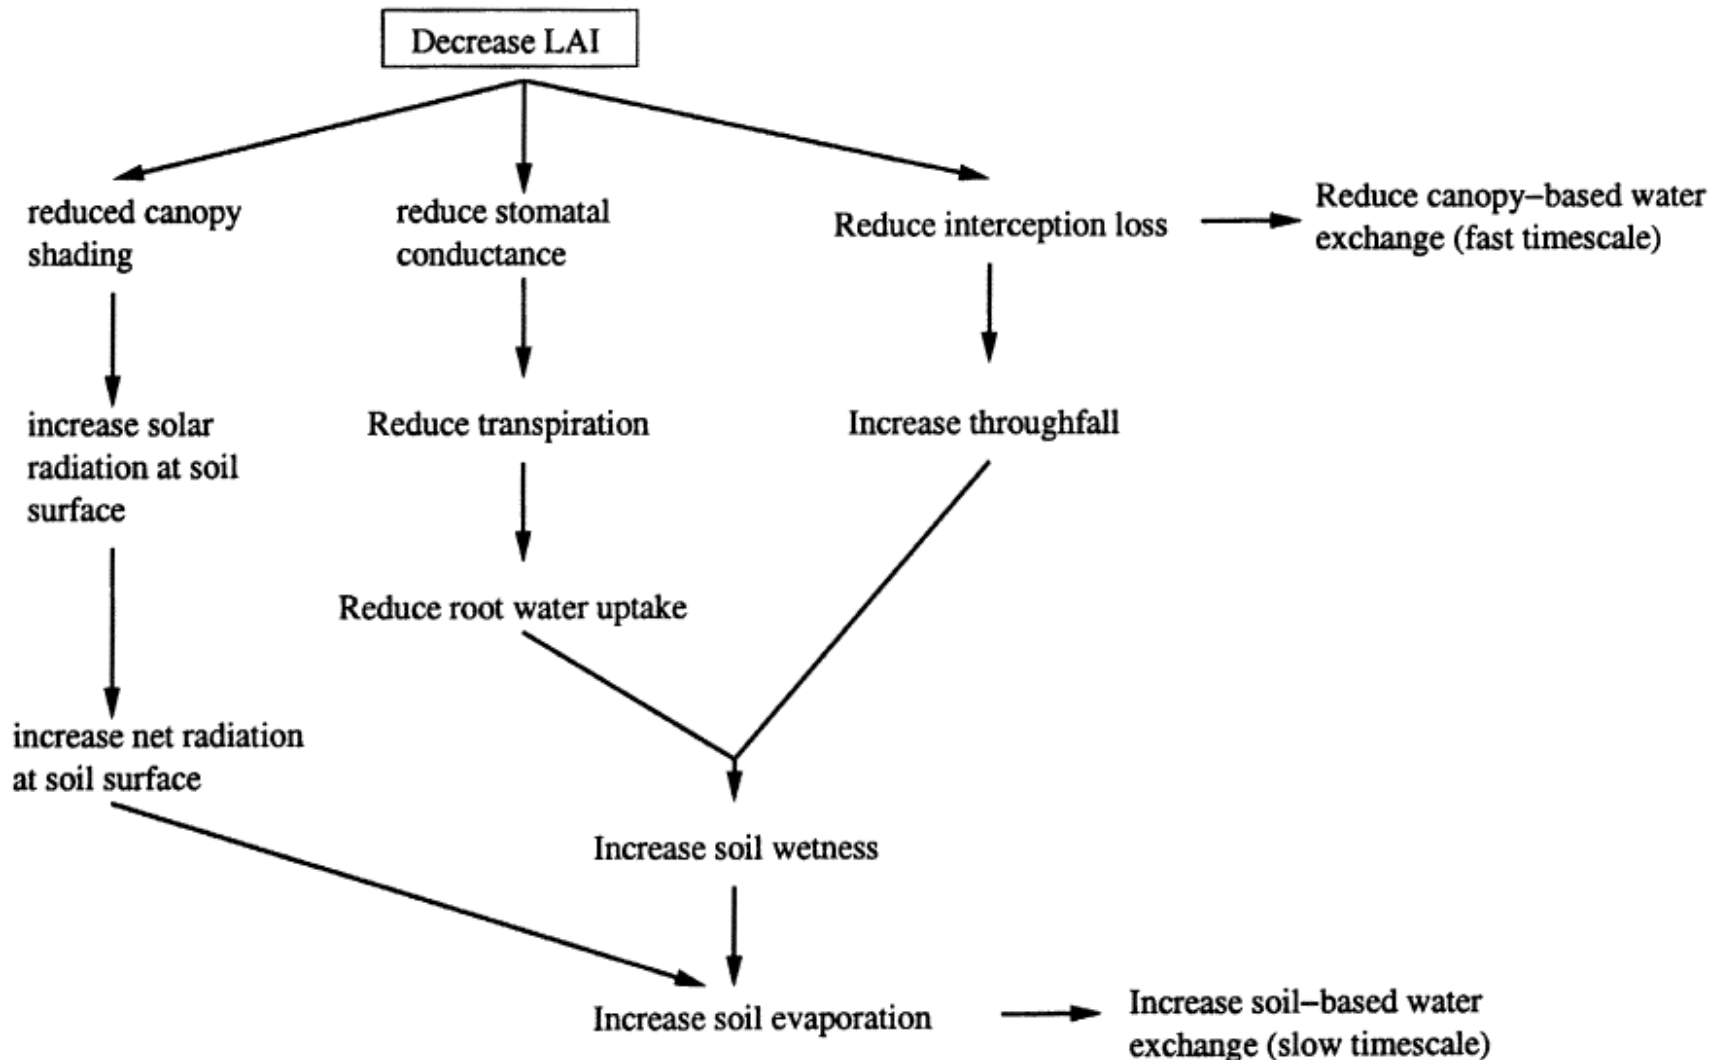 Decrease LAI
reduced canopy
shading
reduce stomatal
conductance
Reduce interception loss
Reduce canopy–based water
exchange (fast timescale)
increase solar
radiation at soil
surface
Reduce transpiration
Increase throughfall
Reduce root water uptake
increase net radiation
at soil surface
Increase soil wetness
Increase soil evaporation
Increase soil–based water
exchange (slow timescale)